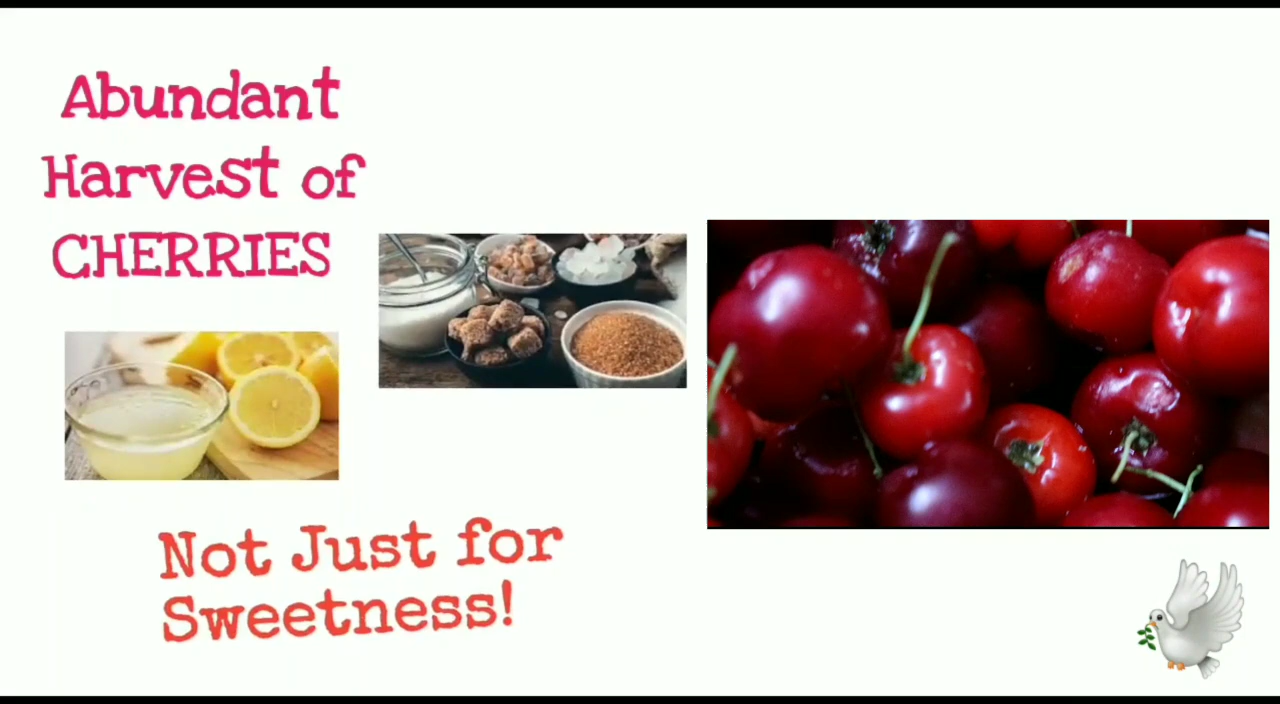 Abundant
Harvest of
CHERRIES
Not Just for
Sweetness!